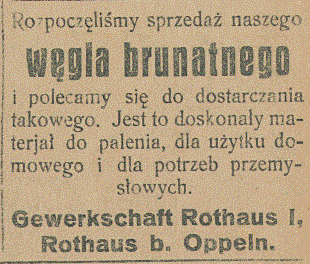 Rozpoczęliśmy sprzedaż naszego
węgla brunatnego
i polecamy się do dostarczania
takowego. Jest to doskonały ma-
terjał do palenia, dla użytku do-
mowego i dla potrzeb przemy-
słowych.
Gewerkschaft Rothaus I,
Rothaus b. Oppeln.